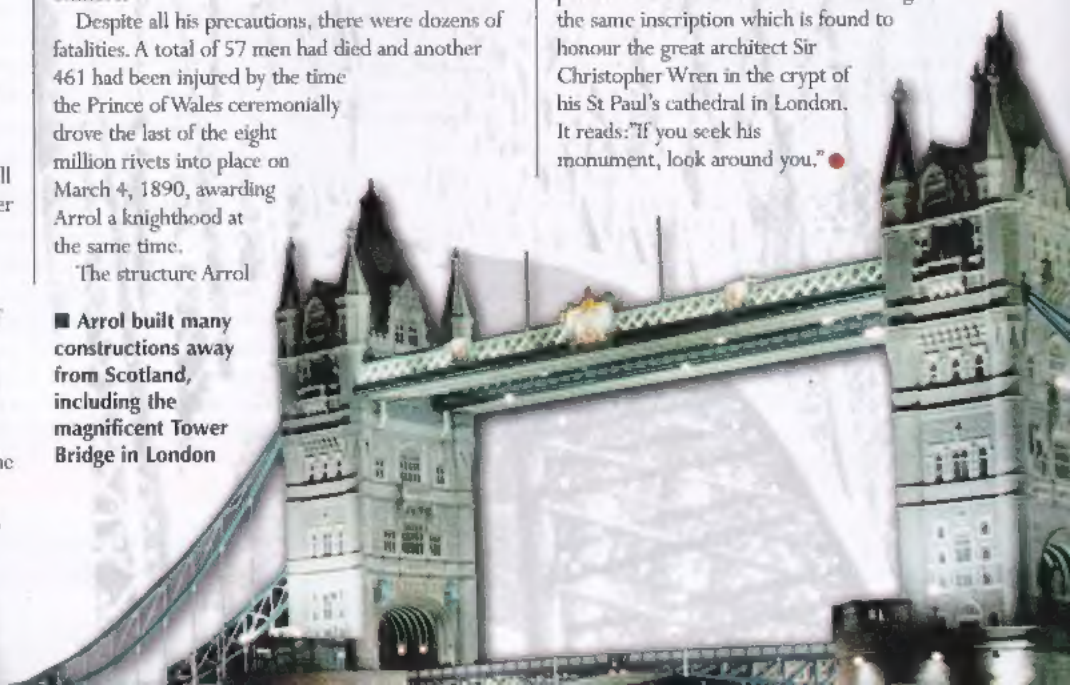 Despite all his precautions, there were dozens of
fatalities. A total of 57 men had died and another
461 had been injured by the time
the Prince of Wales ceremonially
drove the last of the eight
million rivets into place on
March 4, 1890, awarding
Arrol a knighthood at
the same time.
The structure Arrol
■ Arrol built many
constructions away
from Scotland,
including the
magnificent Tower
Bridge in London
the same inscription which is found to
honour the great architect Sir
Christopher Wren in the crypt of
his St Paul's cathedral in London.
It reads:"If you seek his
monument, look around you."